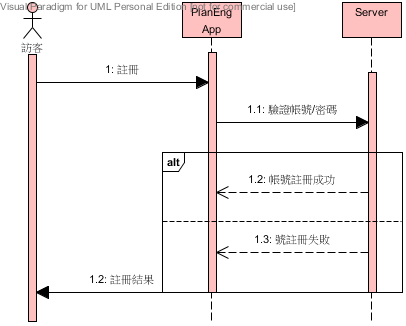 Visual Paradigm for UML Personal Edition [not for commercial use]
PlanEng
App
Server
訪客
1: 註冊
1.1: 驗證帳號/密碼
alt
1.2: 帳號註冊成功
1.3: 號註冊失敗
1.2: 註冊結果